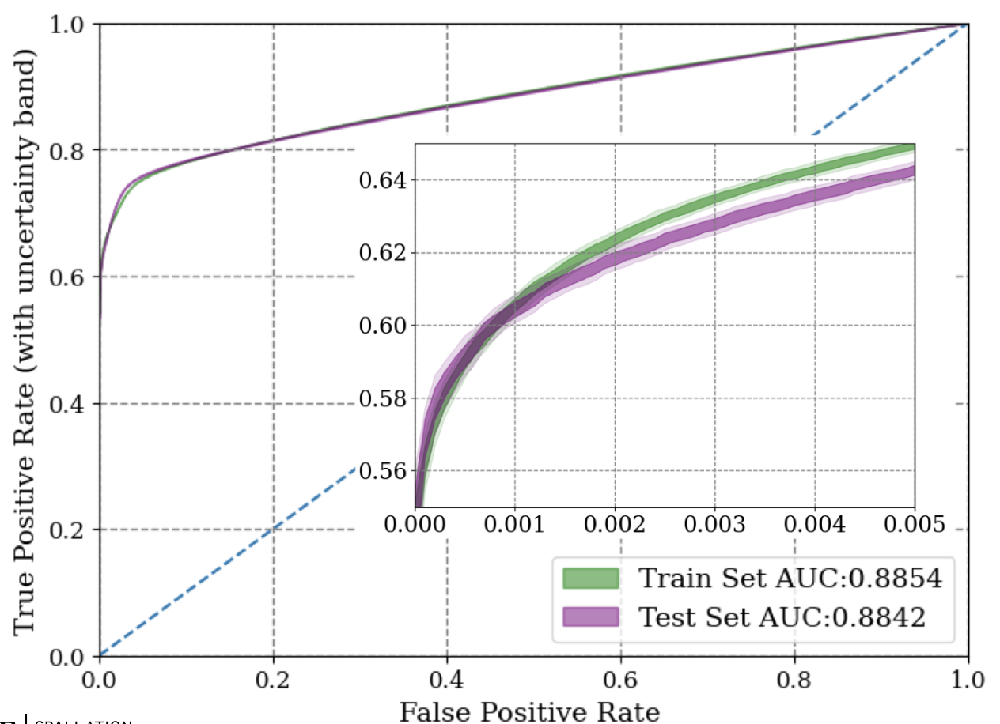 True Positive Rate (with uncertainty band)
1.0
0.8
0.6
0.4
0.2
0.0
0.64
0.62
0.60
0.58
0.56
0.000 0.001 0.002 0.003 0.004 0.005
Train Set AUC:0.8854
Test Set AUC:0.8842
0.0 0.2 0.4 0.6 0.8 1.0
False Positive Rate